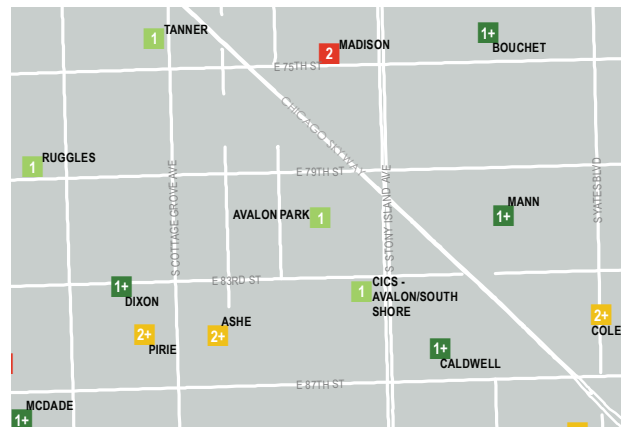 1 TANNER
2 MADISON
1+
BOUCHET
E 75TH ST
CHICAGO SKYWAY
1 RUGGLES
E 79TH ST
S COTTAGE GROVE AVE
S STONY ISLAND AVE
S YATES BLVD
AVALON PARK 1
MANN
1+
E 83RD ST
1+
DIXON
1 CICS -
AVALON/SOUTH
SHORE
2+
PIRIE
ASHE
2+
2+
COLE
1+
CALDWELL
E 87TH ST
MCDADE
1+